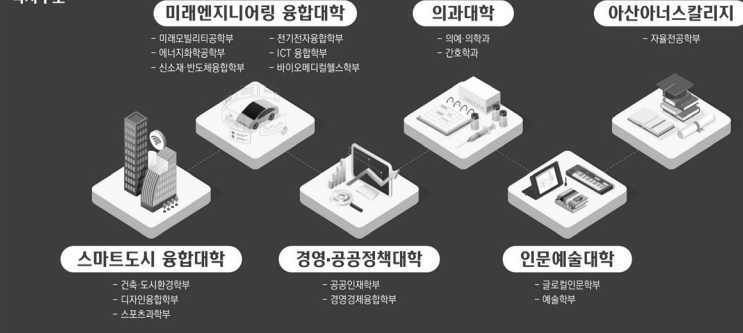 미래엔지니어링 융합대학
- 미래모빌리티공학부
- 에너지화학공학부
- 신소재·반도체융합학부
- 전기전자융합학부
- ICT 융합학부
- 바이오메디컬헬스학부
의과대학
- 의예·의학과
- 간호학과
아산아너스칼리지
- 자율전공학부
스마트도시 융합대학
- 건축·도시환경학부
- 디자인융합학부
- 스포츠과학부
경영·공공정책대학
- 공공인재학부
- 경영경제융합학부
인문예술대학
- 글로컬인문학부
- 예술학부